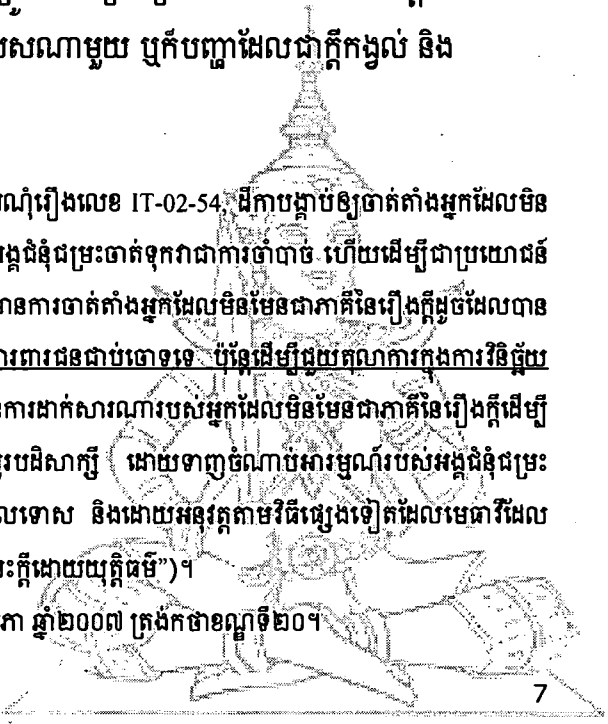 បសណាមួយ ឬក៏បញ្ហាដែលជាក្តីកង្វល់ និង
ណុំរឿងលេខ IT-02-54, ដីកាបង្គាប់ឲ្យចាត់តាំងអ្នកដែលមិន
អង្គជំនុំជម្រះចាត់ទុកថាជាការចាំបាច់ ហើយដើម្បីជាប្រយោជន៍
មានការចាត់តាំងអ្នកដែលមិនមែនជាភាគីនៃរឿងក្តីដូចដែលបាន
ការពារជនជាប់ចោទទេ ប៉ុន្តែដើម្បីជួយតុលាការក្នុងការវិនិច្ឆ័យ
នការដាក់សារណារបស់អ្នកដែលមិនមែនជាភាគីនៃរឿងក្តីដើម្បី
ួរបដិសាក្សី ដោយទាញចំណាប់អារម្មណ៍របស់អង្គជំនុំជម្រះ
លទោស និងដោយអនុវត្តតាមវិធីផ្សេងទៀតដែលមេធាវីដែល
ះក្តីដោយយុត្តិធម៌”)។
ភា ឆ្នាំ២០០៧ ត្រង់កថាខណ្ឌទី២០។
7